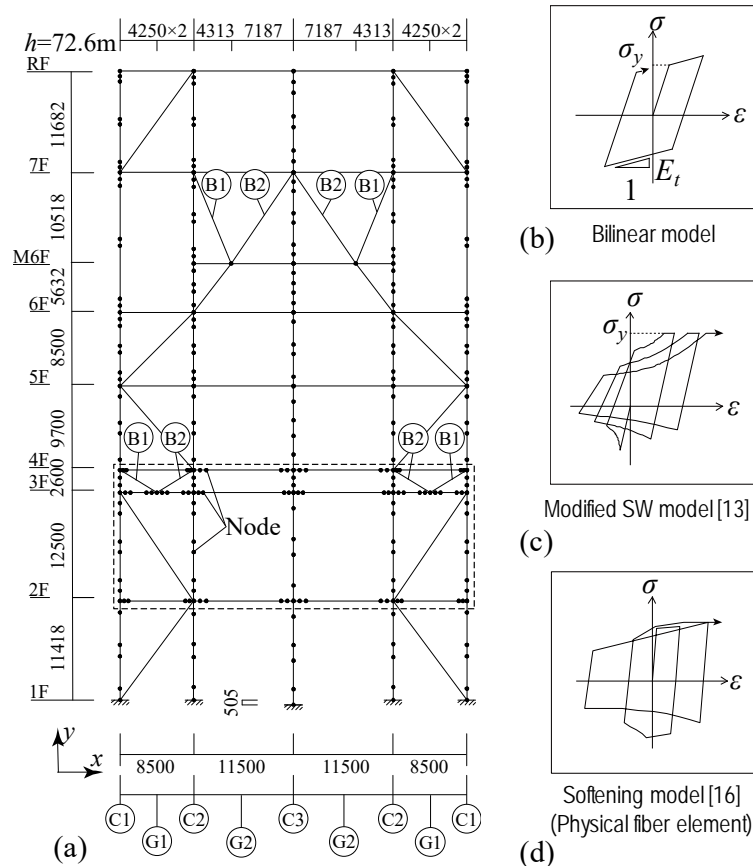 4250×2 4313 7187 7187 4313 4250×2
h=72.6m
RF
11682
7F
B1 B2 B2 B1
10518
M6F
5632
6F
8500
5F
9700
B1 B2 B2 B1
4F
2600
3F
Node
12500
2F
11418
1F
505
y
x
8500 11500 11500 8500
C1 C2 C3 C2 C1
G1 G2 G2 G1
(a)
σ
σy
ε
Et
1
(b) Bilinear model
σ
σy
ε
Modified SW model [13]
(c)
σ
ε
Softening model [16]
(Physical fiber element)
(d)